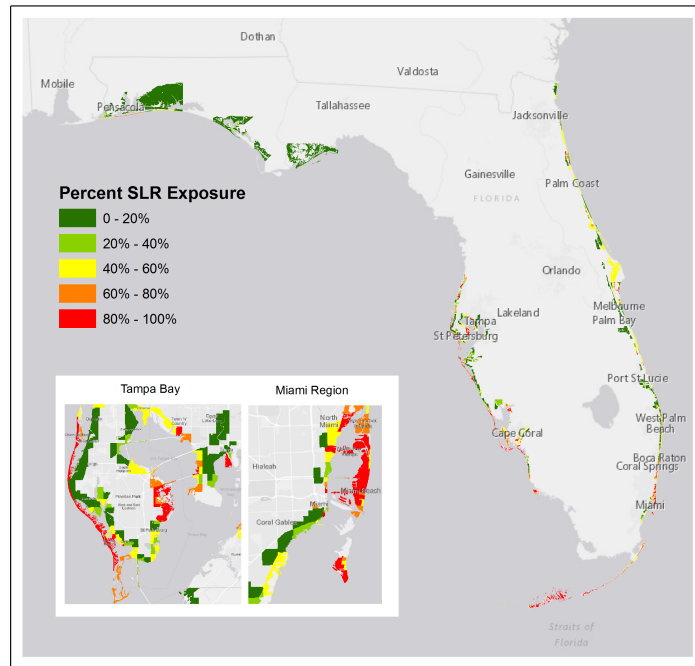 Dothan
Mobile
Valdosta
Pensacola
Tallahassee
Jacksonville
Gainesville
FLORIDA
Palm Coast
Percent SLR Exposure
0 - 20%
20% - 40%
40% - 60%
60% - 80%
80% - 100%
Orlando
Lakeland
Tampa
St Petersburg
Melbourne
Palm Bay
Port St Lucie
West Palm
Beach
Cape Coral
Boca Raton
Coral Springs
Miami
Straits of
Florida
Tampa Bay
Miami Region
North
Miami
Hialeah
Miami Beach
Miami
Coral Gables